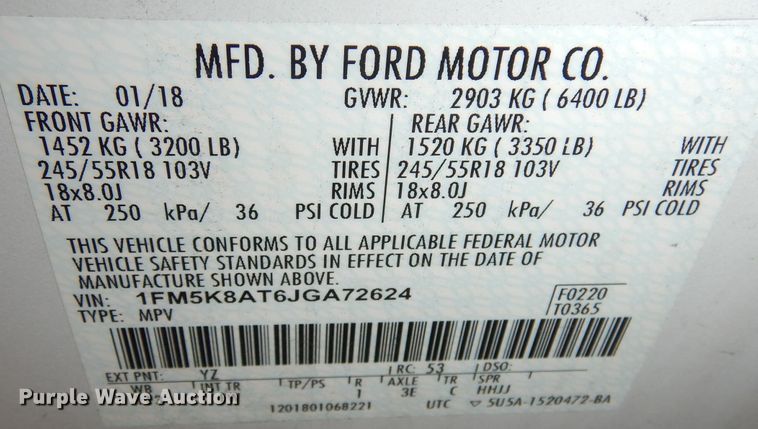 MFD. BY FORD MOTOR CO.
DATE: 01/18 GVWR: 2903 KG ( 6400 LB)
FRONT GAWR: REAR GAWR:
1452 KG ( 3200 LB) WITH 1520 KG ( 3350 LB) WITH
245/55R18 103V TIRES 245/55R18 103V TIRES
18x8.0J RIMS 18x8.0J RIMS
AT 250 kPa/ 36 PSI COLD AT 250 kPa/ 36 PSI COLD
THIS VEHICLE CONFORMS TO ALL APPLICABLE FEDERAL MOTOR
VEHICLE SAFETY STANDARDS IN EFFECT ON THE DATE OF
MANUFACTURE SHOWN ABOVE.
VIN: 1FM5K8AT6JGA72624 F0220
TYPE: MPV T0365
EXT PNT: YZ RC: 53 DSO:
WB INT TR TP/PS R AXLE TR SPR
1 3E C HHJJ
1201801068221 UTC ▽ 5U5A-1520472-BA
Purple Wave Auction